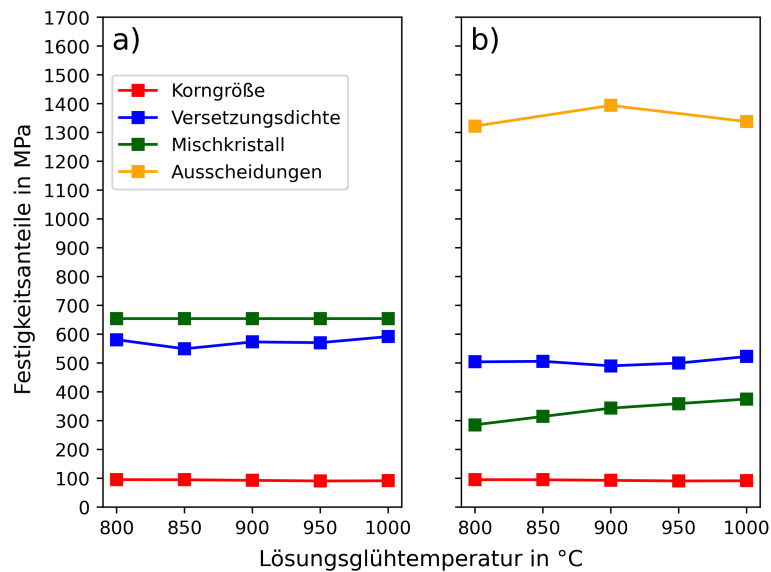 1700
1600
1500
1400
1300
1200
1100
1000
900
800
700
600
500
400
300
200
100
0
Festigkeitsanteile in MPa
a)
Korngröße
Versetzungsdichte
Mischkristall
Ausscheidungen
b)
800 850 900 950 1000
800 850 900 950 1000
Lösungsglühtemperatur in °C